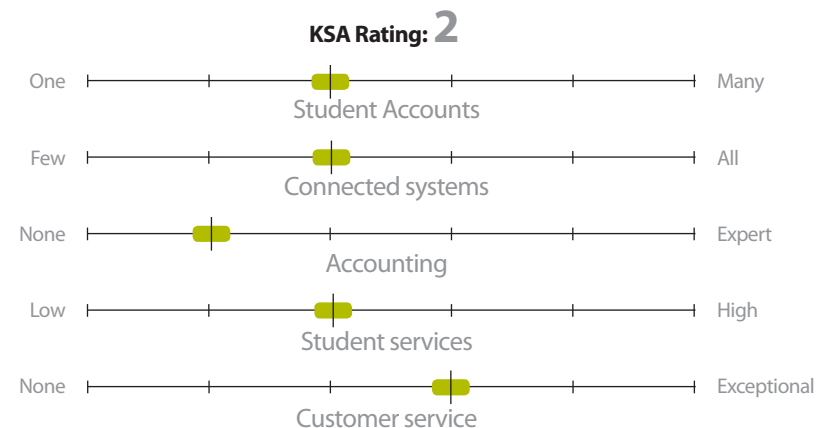 KSA Rating: 2
One Many
Student Accounts
Few All
Connected systems
None Expert
Accounting
Low High
Student services
None Exceptional
Customer service